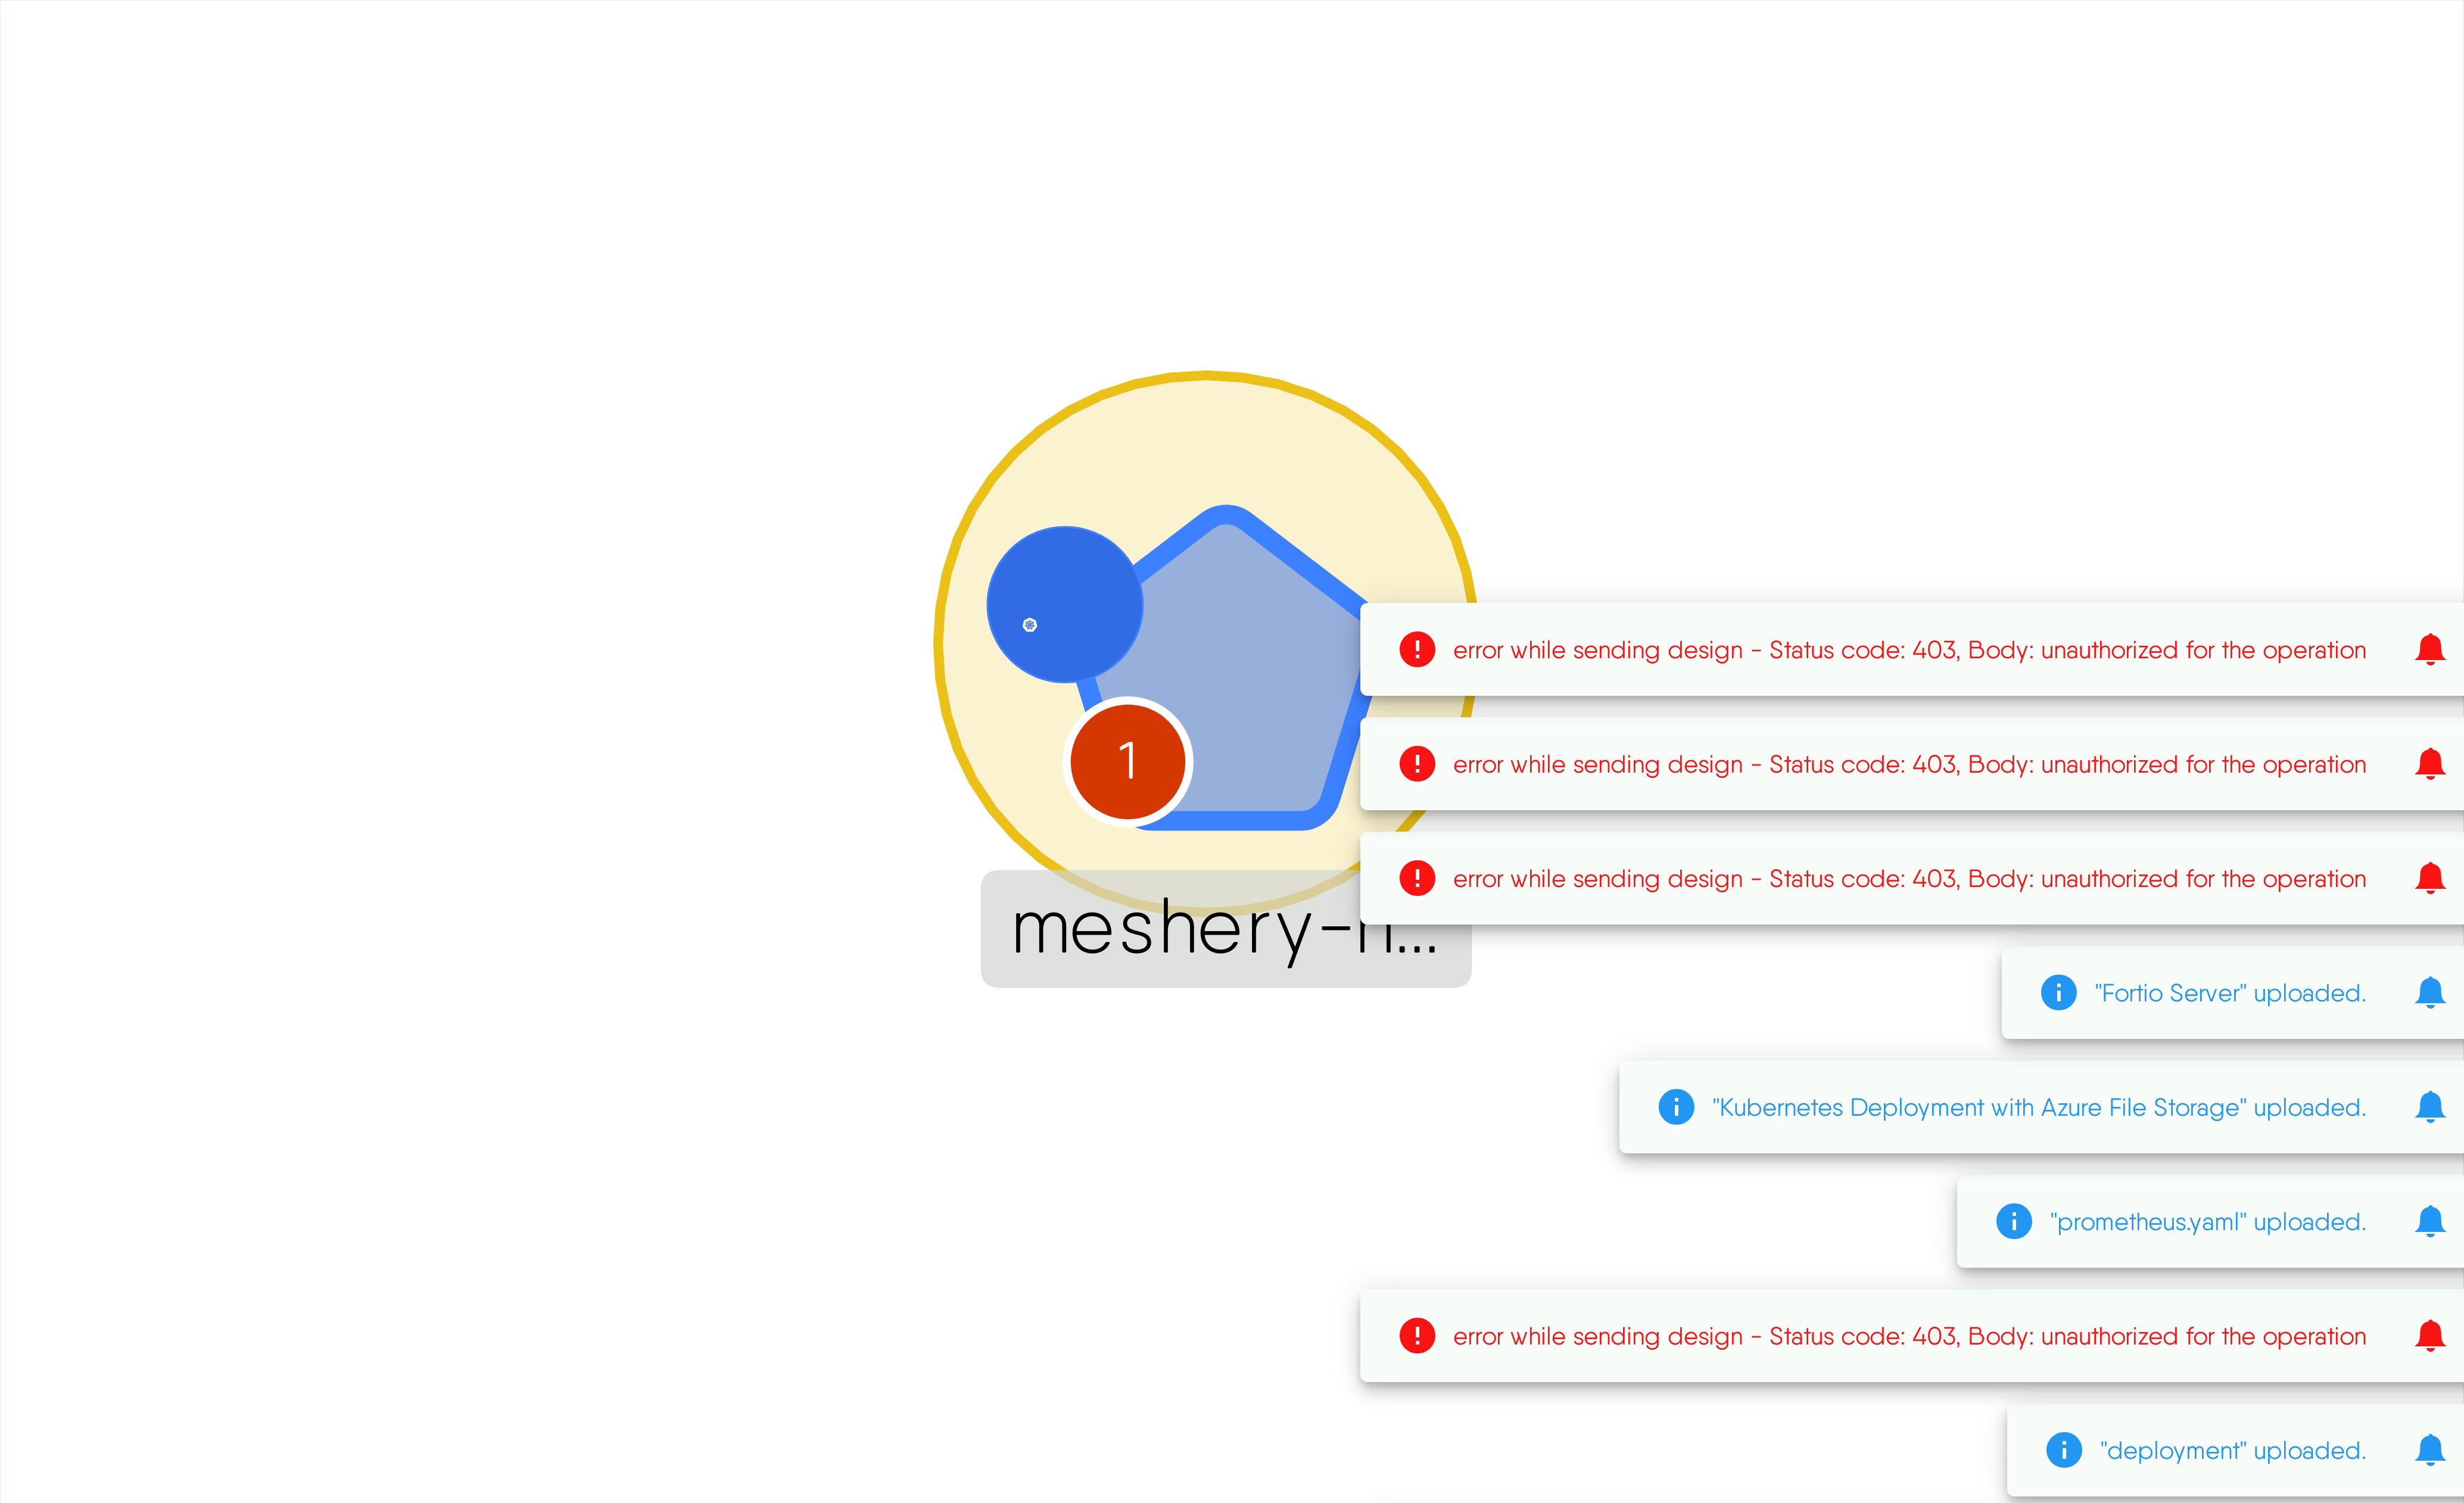 error while sending design - Status code: 403, Body: unauthorized for the operation
1
error while sending design - Status code: 403, Body: unauthorized for the operation
error while sending design - Status code: 403, Body: unauthorized for the operation
meshery-n...
"Fortio Server" uploaded.
"Kubernetes Deployment with Azure File Storage" uploaded.
"prometheus.yaml" uploaded.
error while sending design - Status code: 403, Body: unauthorized for the operation
"deployment" uploaded.